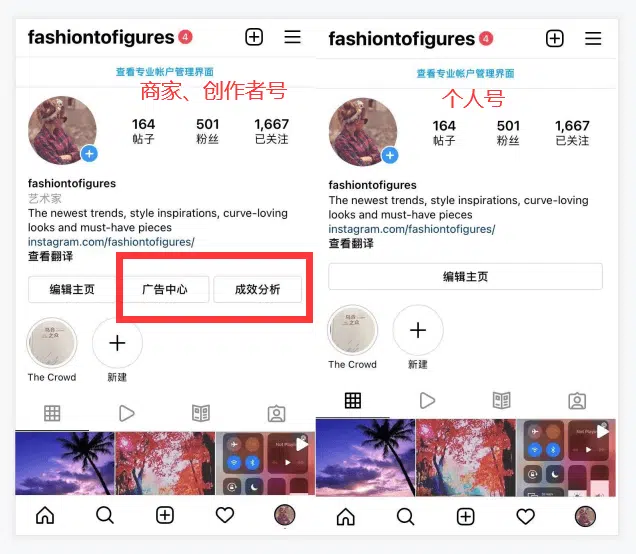 fashiontofigures 4
查看专业帐户管理界面
商家、创作者号
164 501 1,667
帖子 粉丝 已关注
fashiontofigures
艺术家
The newest trends, style inspirations, curve-loving
looks and must-have pieces
instagram.com/fashiontofigures/
查看翻译
编辑主页 广告中心 成效分析
The Crowd 新建
Not Playing
fashiontofigures 4
查看专业帐户管理界面
个人号
164 501 1,667
帖子 粉丝 已关注
fashiontofigures
The newest trends, style inspirations, curve-loving
looks and must-have pieces
instagram.com/fashiontofigures/
查看翻译
编辑主页
The Crowd 新建